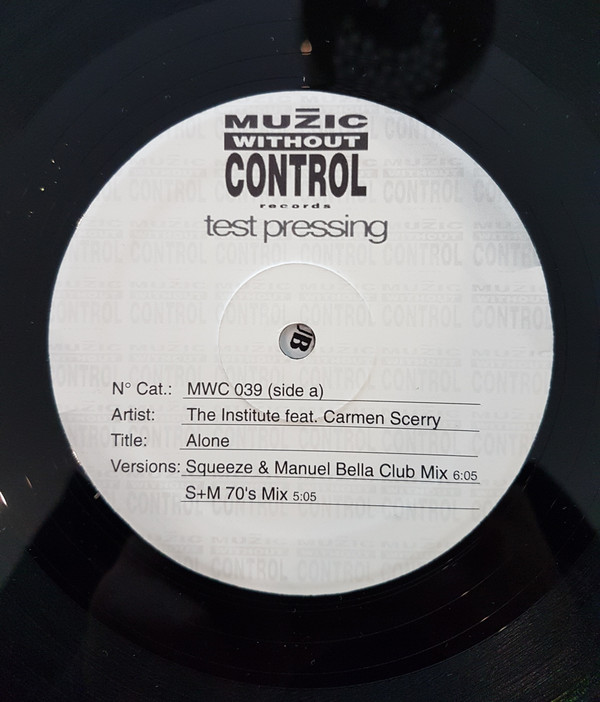 MUZIC
WITHOUT
CONTROL
records
test pressing
N° Cat.: MWC 039 (side a)
Artist: The Institute feat. Carmen Scerry
Title: Alone
Versions: Squeeze & Manuel Bella Club Mix 6:05
S+M 70's Mix 5:05